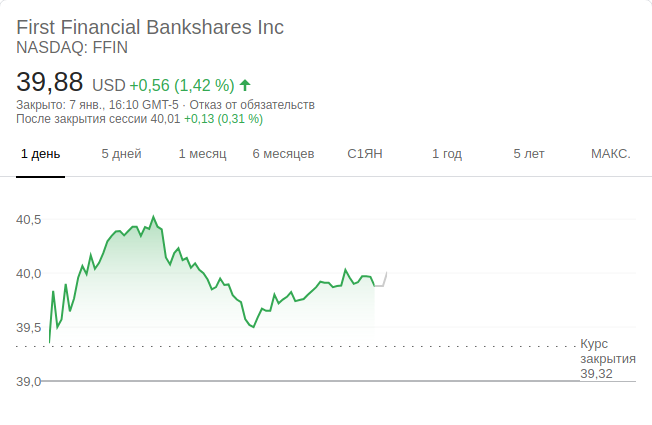 First Financial Bankshares Inc
NASDAQ: FFIN
39,88 USD +0,56 (1,42 %)
Закрыто: 7 янв., 16:10 GMT-5 · Отказ от обязательств
После закрытия сессии 40,01 +0,13 (0,31 %)
1 день 5 дней 1 месяц 6 месяцев С1ЯН 1 год 5 лет МАКС.
40,5
40,0
39,5
39,0
Курс
закрытия
39,32